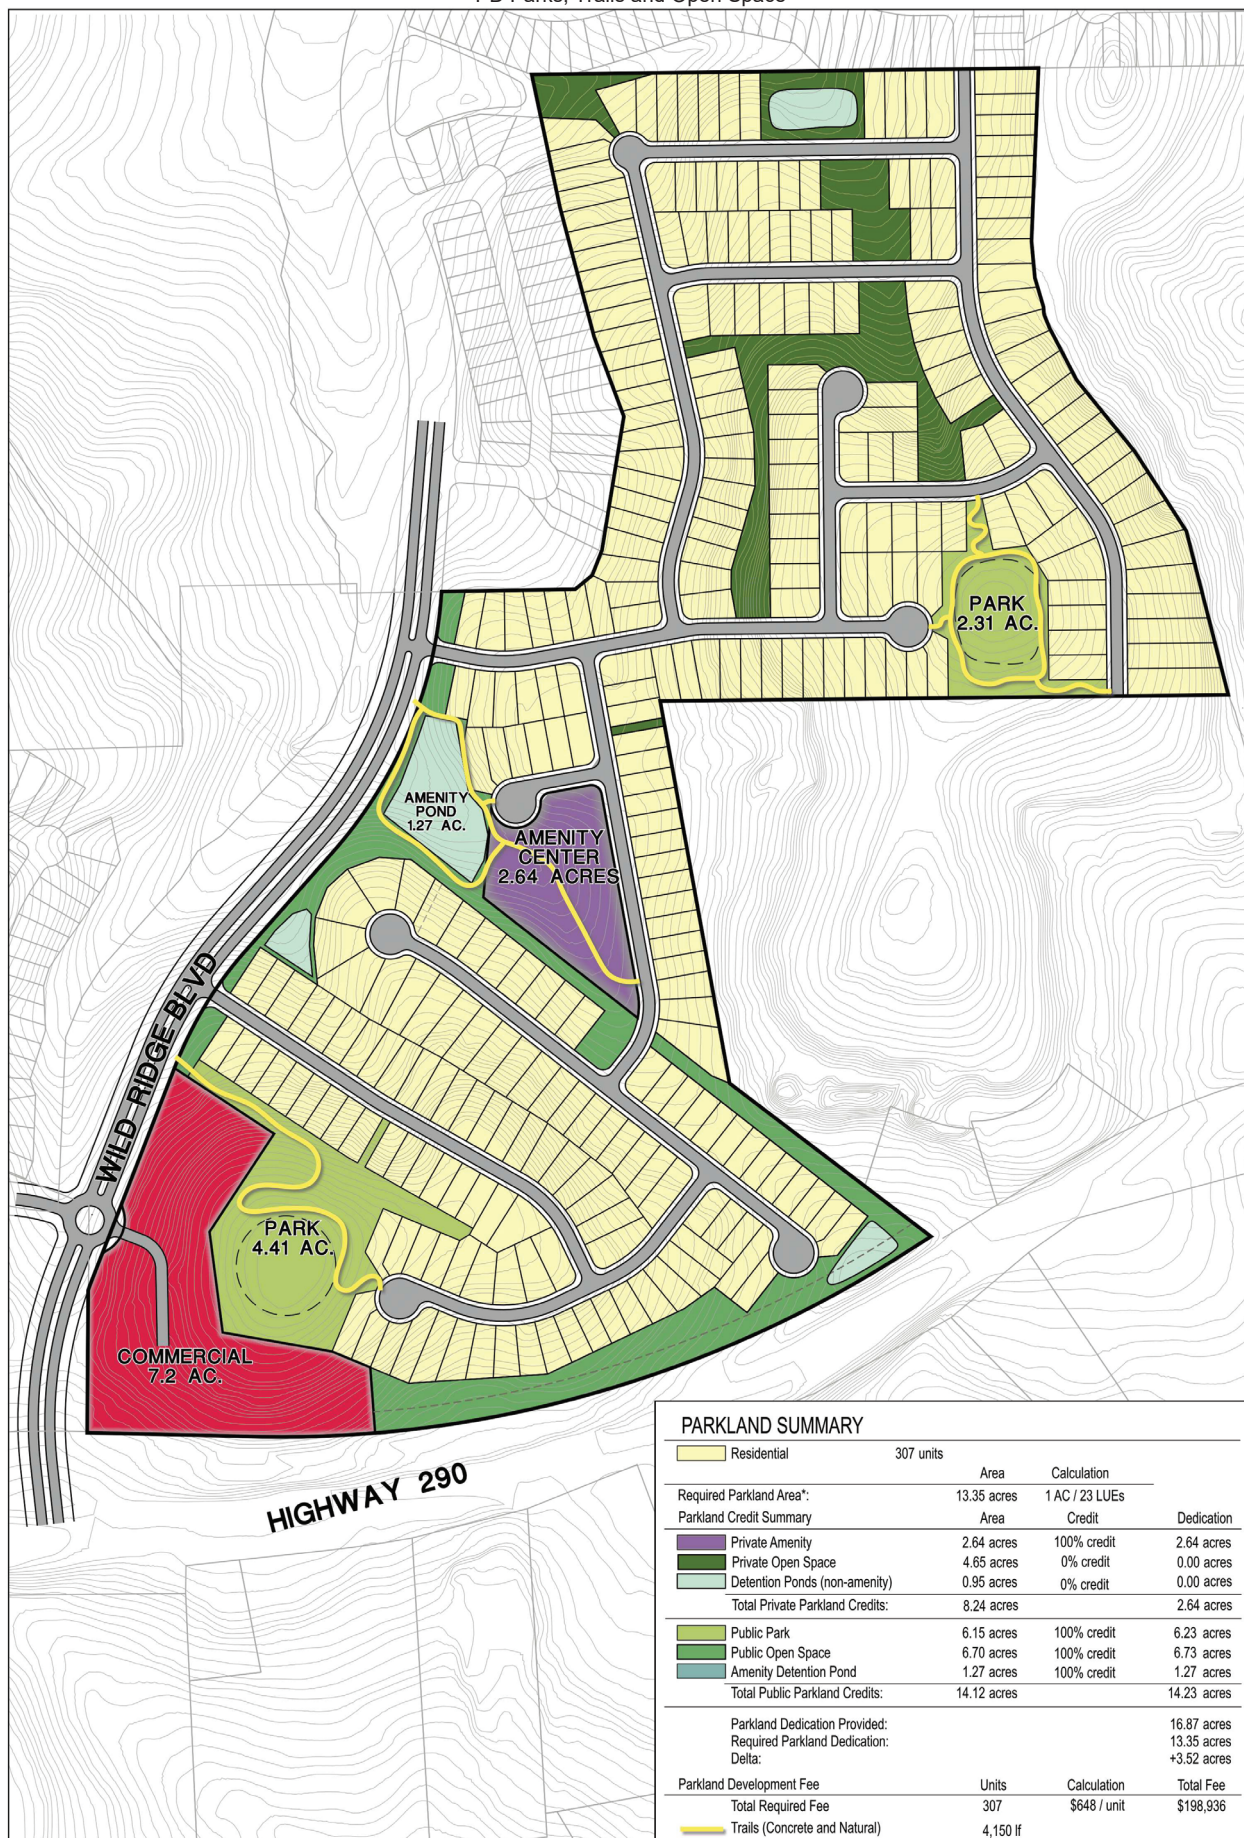 PD Parks, Trails and Open Space
PARK
2.31 AC.
AMENITY
POND
1.27 AC.
AMENITY
CENTER
2.64 ACRES
WILD RIDGE BLVD
PARK
4.41 AC.
COMMERCIAL
7.2 AC.
HIGHWAY 290
PARKLAND SUMMARY
Residential 307 units
Area Calculation
Required Parkland Area*: 13.35 acres 1 AC / 23 LUEs
Parkland Credit Summary Area Credit Dedication
Private Amenity 2.64 acres 100% credit 2.64 acres
Private Open Space 4.65 acres 0% credit 0.00 acres
Detention Ponds (non-amenity) 0.95 acres 0% credit 0.00 acres
Total Private Parkland Credits: 8.24 acres 2.64 acres
Public Park 6.15 acres 100% credit 6.23 acres
Public Open Space 6.70 acres 100% credit 6.73 acres
Amenity Detention Pond 1.27 acres 100% credit 1.27 acres
Total Public Parkland Credits: 14.12 acres 14.23 acres
Parkland Dedication Provided: 16.87 acres
Required Parkland Dedication: 13.35 acres
Delta: +3.52 acres
Parkland Development Fee Units Calculation Total Fee
Total Required Fee 307 $648 / unit $198,936
Trails (Concrete and Natural) 4,150 lf